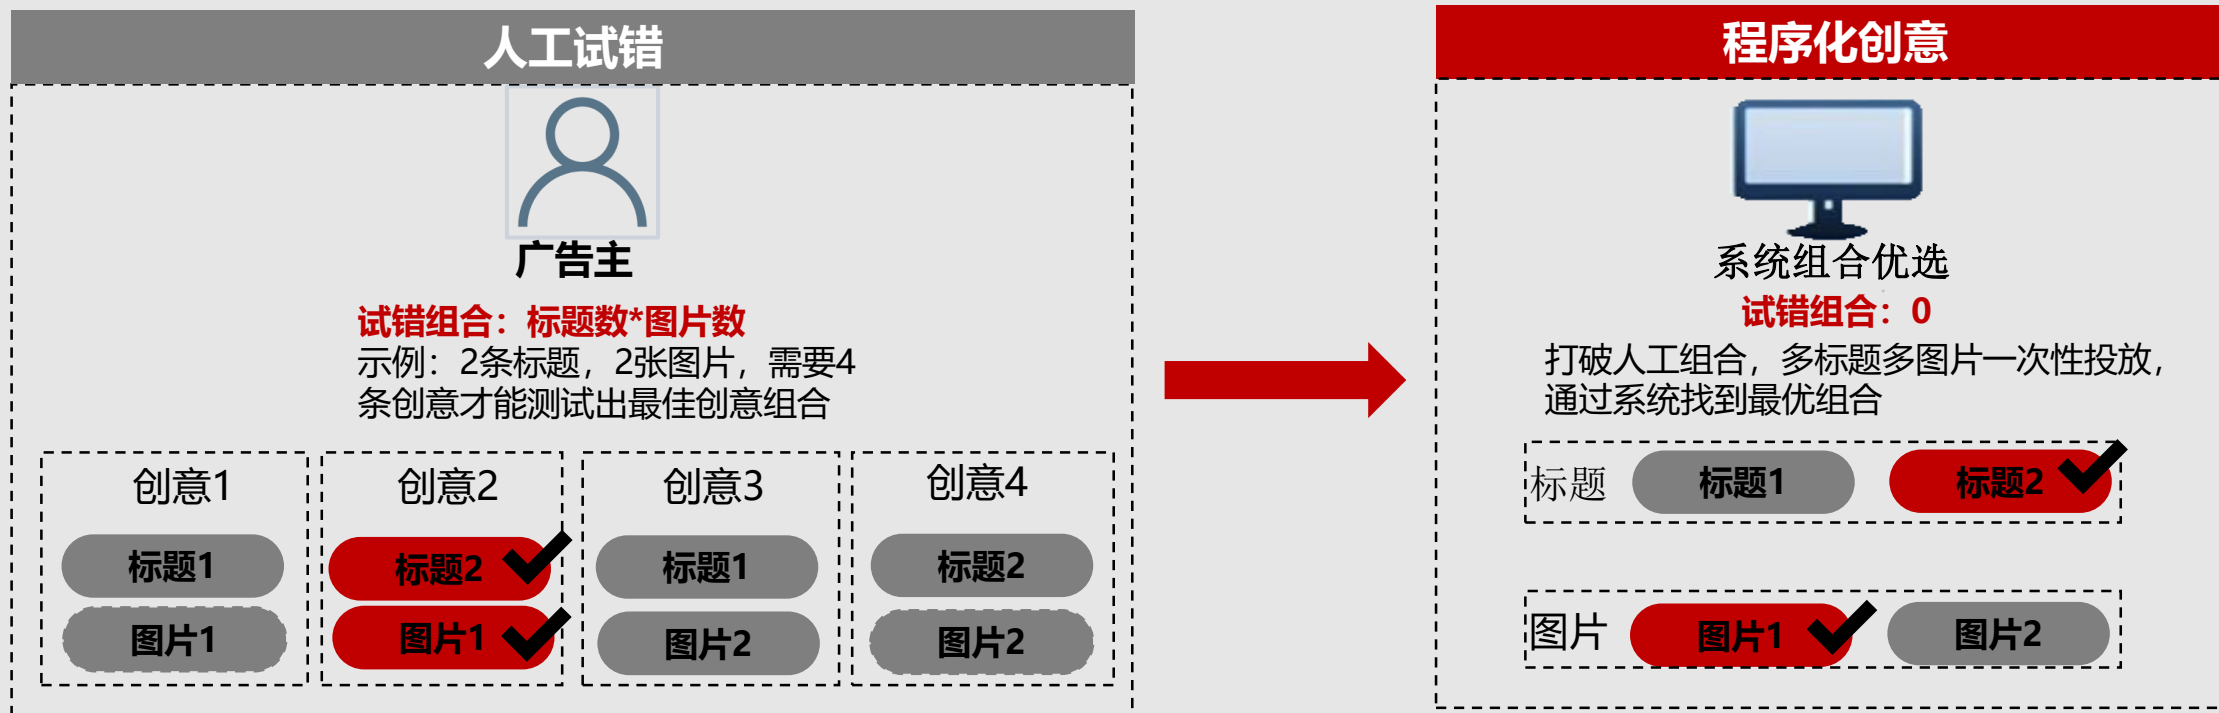 人工试错
广告主
试错组合：标题数*图片数
示例：2条标题，2张图片，需要4
条创意才能测试出最佳创意组合
创意1
标题1
图片1
创意2
标题2
图片1
创意3
标题1
图片2
创意4
标题2
图片2
程序化创意
系统组合优选
试错组合：0
打破人工组合，多标题多图片一次性投放，
通过系统找到最优组合
标题 标题1 标题2
图片 图片1 图片2